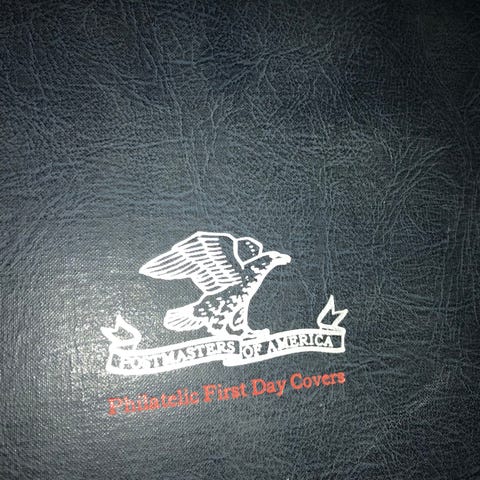 POSTMASTERS OF AMERICA
Philatelic First Day Covers